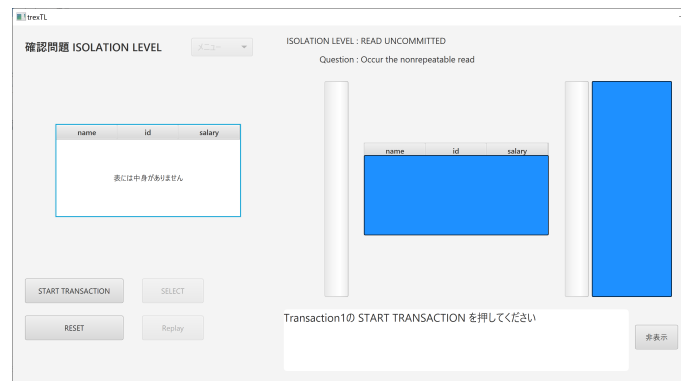 trexTL
確認問題 ISOLATION LEVEL
メニュー
ISOLATION LEVEL : READ UNCOMMITTED
Question : Occur the nonrepeatable read
name id salary
表には中身がありません
name id salary
START TRANSACTION
SELECT
RESET
Replay
Transaction1の START TRANSACTION を押してください
非表示